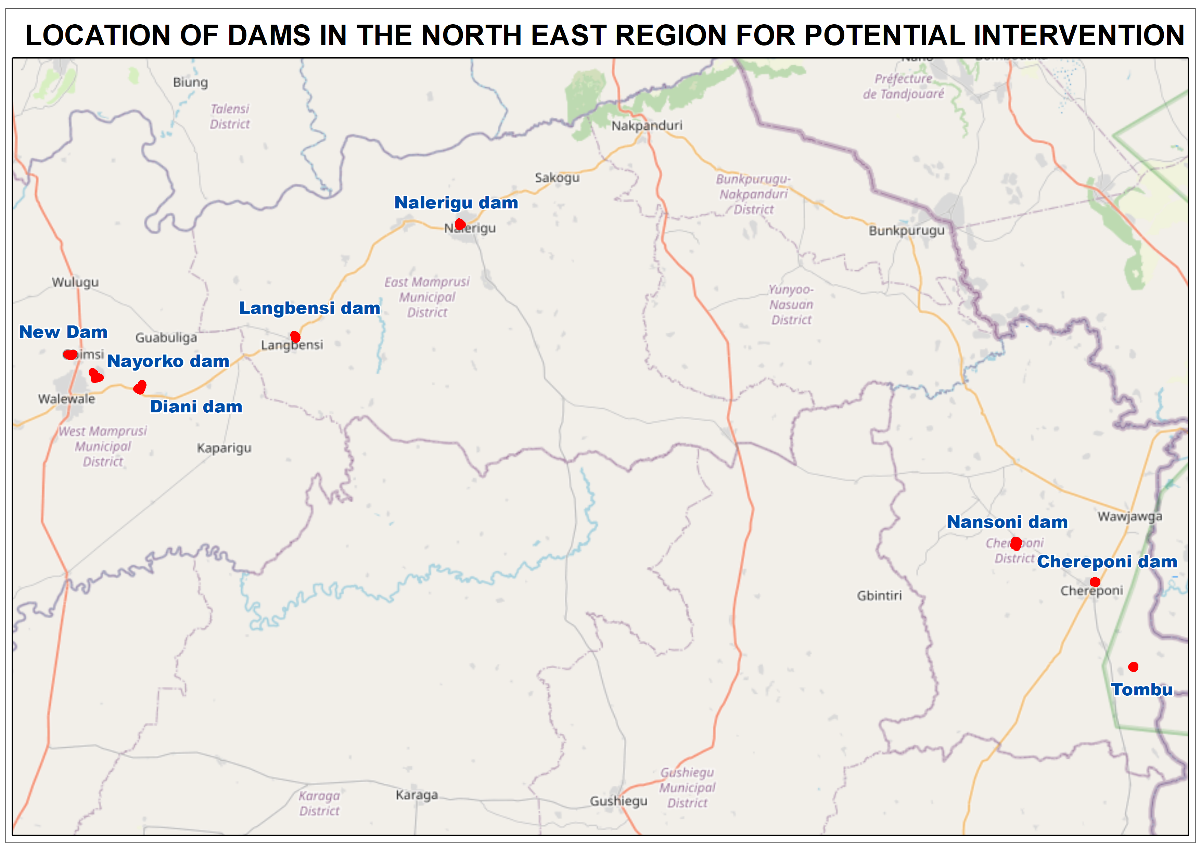 LOCATION OF DAMS IN THE NORTH EAST REGION FOR POTENTIAL INTERVENTION
Biung
Talensi
District
Préfecture
de Tandjouaré
Nakpanduri
Sakogu
Bunkpurugu-
Nakpanduri
District
Nalerigu dam
Nalerigu
Bunkpurugu
Wulugu
East Mamprusi
Municipal
District
Yunyoo-
Nasuan
District
Langbensi dam
New Dam
Guabuliga
Langbensi
Nayorko dam
Walewale
Diani dam
West Mamprusi
Municipal
District
Kaparigu
Nansoni dam
Wawjawga
Chereponi
District
Chereponi dam
Chereponi
Gbintiri
Tombu
Karaga
District
Karaga
Gushiegu
Gushiegu
Municipal
District